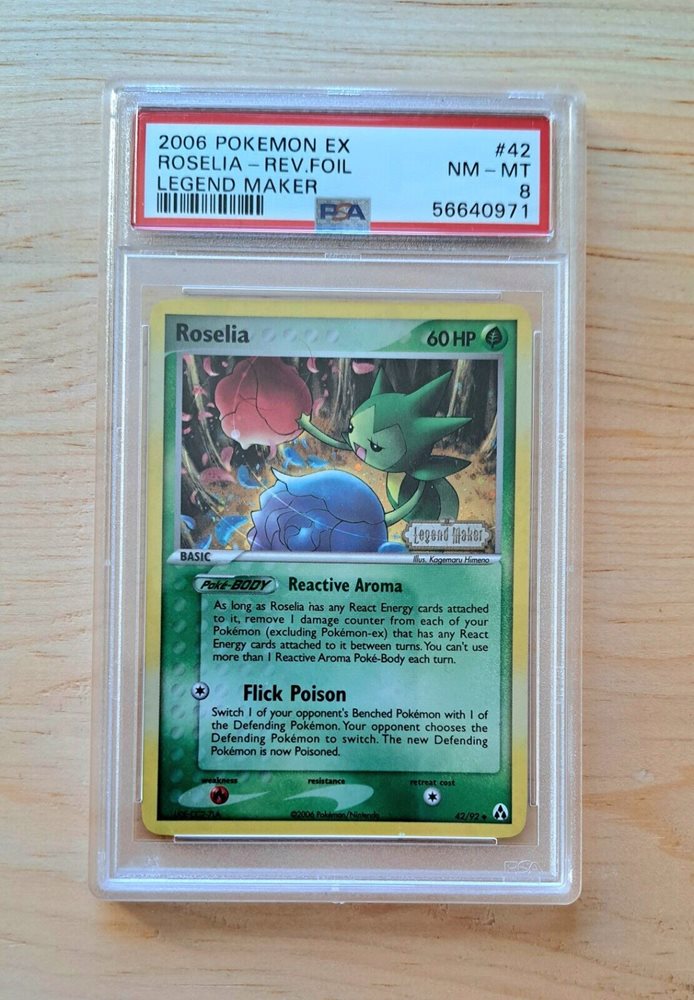 2006 POKEMON EX #42
ROSELIA - REV.FOIL NM - MT
LEGEND MAKER 8
PSA 56640971
Roselia 60 HP
Legend Maker
BASIC
Illus. Kagemaru Himeno
Poké-BODY Reactive Aroma
As long as Roselia has any React Energy cards attached
to it, remove 1 damage counter from each of your
Pokémon (excluding Pokémon-ex) that has any React
Energy cards attached to it between turns. You can't use
more than 1 Reactive Aroma Poké-Body each turn.
Flick Poison
Switch 1 of your opponent's Benched Pokémon with 1 of
the Defending Pokémon. Your opponent chooses the
Defending Pokémon to switch. The new Defending
Pokémon is now Poisoned.
weakness resistance retreat cost
©2006 Pokémon/Nintendo 42/92
PSA